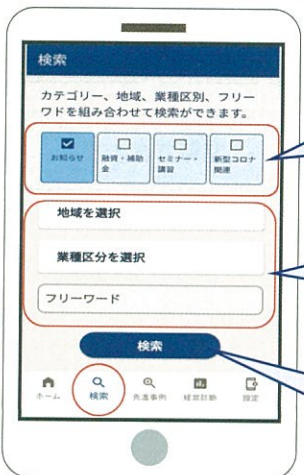 検索
カテゴリー、地域、業種区別、フリー
ワドを組み合わせて検索ができます。
お知らせ
融資・補助
金
セミナー・
講習
新型コロナ
関連
地域を選択
業種区分を選択
フリーワード
検索
ホーム
検索
先進事例
経営診断
設定